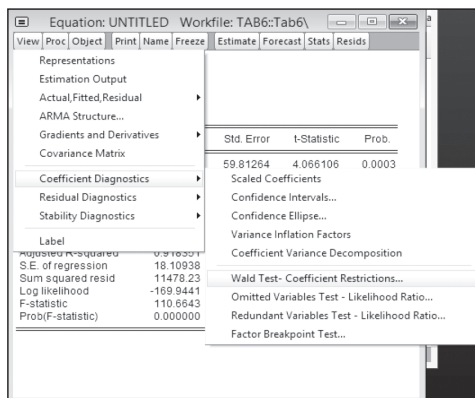 Equation: UNTITLED Workfile: TAB6::Tab6\
View Proc Object Print Name Freeze Estimate Forecast Stats Resids
Representations
Estimation Output
Actual,Fitted,Residual
ARMA Structure...
Gradients and Derivatives
Covariance Matrix
Coefficient Diagnostics
Residual Diagnostics
Stability Diagnostics
Label
Std. Error t-Statistic Prob.
59.81264 4.066106 0.0003
Scaled Coefficients
Confidence Intervals...
Confidence Ellipse...
Variance Inflation Factors
Coefficient Variance Decomposition
Wald Test- Coefficient Restrictions...
Omitted Variables Test - Likelihood Ratio...
Redundant Variables Test - Likelihood Ratio...
Factor Breakpoint Test...
Adjusted R-squared 0.918351
S.E. of regression 18.10938
Sum squared resid 11478.23
Log likelihood -169.9441
F-statistic 110.6643
Prob(F-statistic) 0.000000